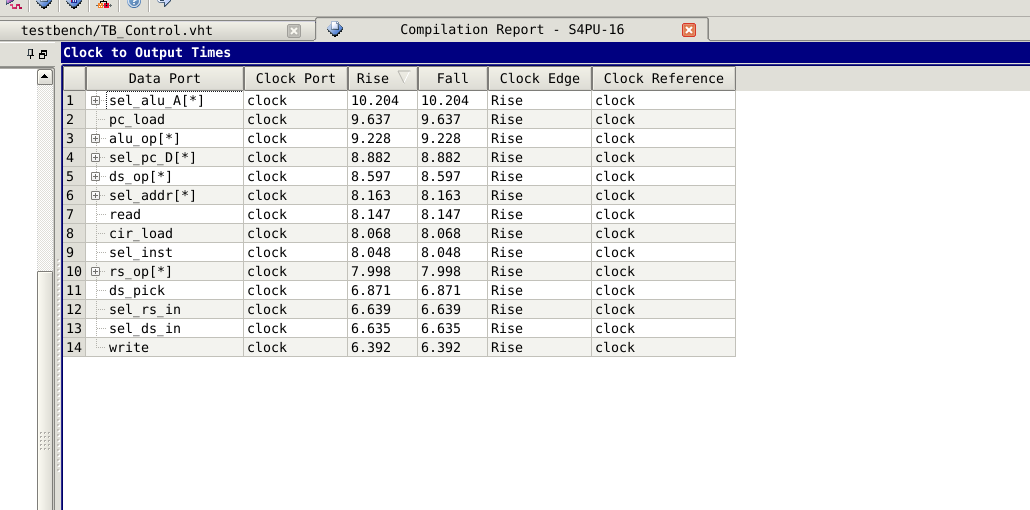 testbench/TB_Control.vht
Compilation Report - S4PU-16
Clock to Output Times
Data Port Clock Port Rise Fall Clock Edge Clock Reference
1 sel_alu_A[*] clock 10.204 10.204 Rise clock
2 pc_load clock 9.637 9.637 Rise clock
3 alu_op[*] clock 9.228 9.228 Rise clock
4 sel_pc_D[*] clock 8.882 8.882 Rise clock
5 ds_op[*] clock 8.597 8.597 Rise clock
6 sel_addr[*] clock 8.163 8.163 Rise clock
7 read clock 8.147 8.147 Rise clock
8 cir_load clock 8.068 8.068 Rise clock
9 sel_inst clock 8.048 8.048 Rise clock
10 rs_op[*] clock 7.998 7.998 Rise clock
11 ds_pick clock 6.871 6.871 Rise clock
12 sel_rs_in clock 6.639 6.639 Rise clock
13 sel_ds_in clock 6.635 6.635 Rise clock
14 write clock 6.392 6.392 Rise clock